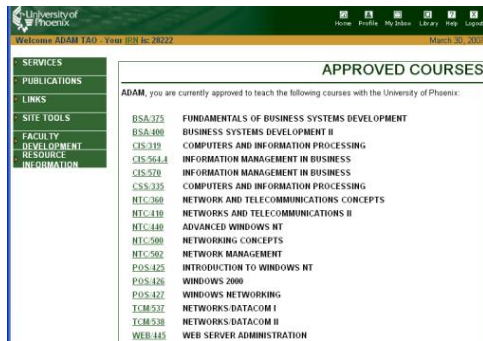 University of
Phoenix
Home Profile My Inbox Library Help Logout
Welcome ADAM TAO - Your IRN is: 28222
March 30, 2007
SERVICES
PUBLICATIONS
LINKS
SITE TOOLS
FACULTY
DEVELOPMENT
RESOURCE
INFORMATION
APPROVED COURSES
ADAM, you are currently approved to teach the following courses with the University of Phoenix:
BSA/375 FUNDAMENTALS OF BUSINESS SYSTEMS DEVELOPMENT
BSA/400 BUSINESS SYSTEMS DEVELOPMENT II
CIS/319 COMPUTERS AND INFORMATION PROCESSING
CIS/564.4 INFORMATION MANAGEMENT IN BUSINESS
CIS/570 INFORMATION MANAGEMENT IN BUSINESS
CSS/335 COMPUTERS AND INFORMATION PROCESSING
NTC/360 NETWORK AND TELECOMMUNICATIONS CONCEPTS
NTC/410 NETWORKS AND TELECOMMUNICATIONS II
NTC/440 ADVANCED WINDOWS NT
NTC/500 NETWORKING CONCEPTS
NTC/502 NETWORK MANAGEMENT
POS/425 INTRODUCTION TO WINDOWS NT
POS/426 WINDOWS 2000
POS/427 WINDOWS NETWORKING
TCM/537 NETWORKS/DATACOM I
TCM/538 NETWORKS/DATACOM II
WEB/445 WEB SERVER ADMINISTRATION